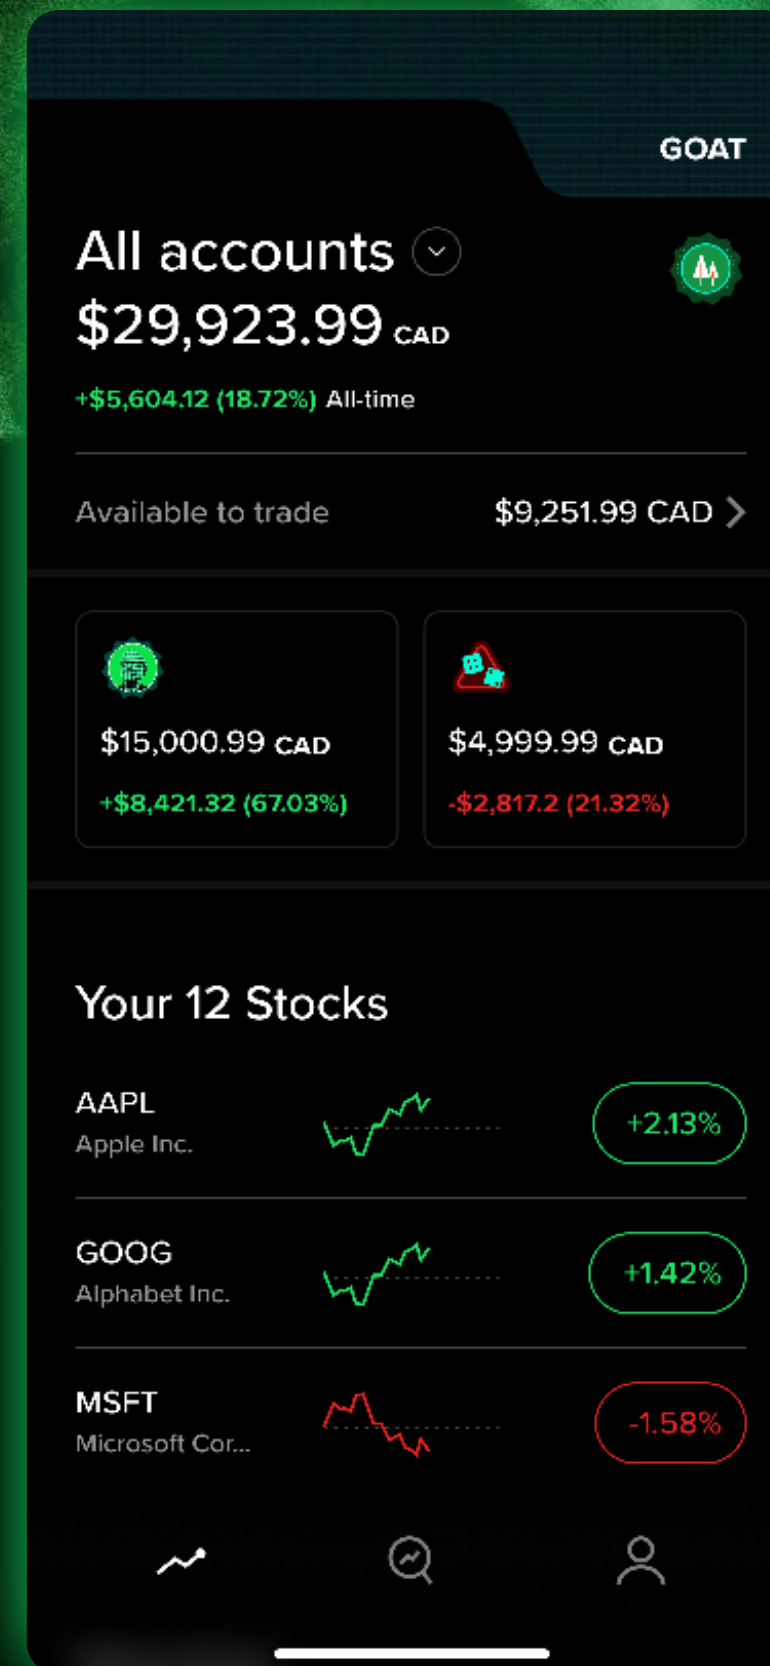 GOAT
All accounts
$29,923.99 CAD
+$5,604.12 (18.72%) All-time
Available to trade $9,251.99 CAD
$15,000.99 CAD
+$8,421.32 (67.03%)
$4,999.99 CAD
-$2,817.2 (21.32%)
Your 12 Stocks
AAPL
Apple Inc.
+2.13%
GOOG
Alphabet Inc.
+1.42%
MSFT
Microsoft Cor...
-1.58%